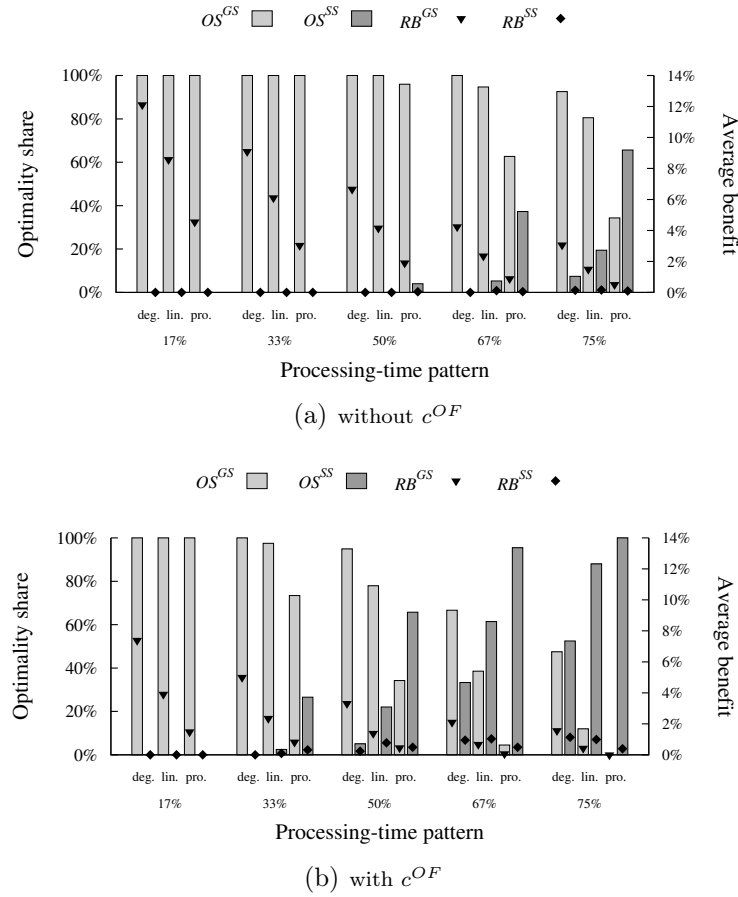 OS^GS OS^SS RB^GS RB^SS
100% 14%
12%
80%
10%
60% 8%
6%
40%
4%
20%
2%
0% 0%
Optimality share
Average benefit
deg. lin. pro. deg. lin. pro. deg. lin. pro. deg. lin. pro. deg. lin. pro.
17% 33% 50% 67% 75%
Processing-time pattern
(a) without c^OF
OS^GS OS^SS RB^GS RB^SS
100% 14%
12%
80%
10%
60% 8%
6%
40%
4%
20%
2%
0% 0%
Optimality share
Average benefit
deg. lin. pro. deg. lin. pro. deg. lin. pro. deg. lin. pro. deg. lin. pro.
17% 33% 50% 67% 75%
Processing-time pattern
(b) with c^OF